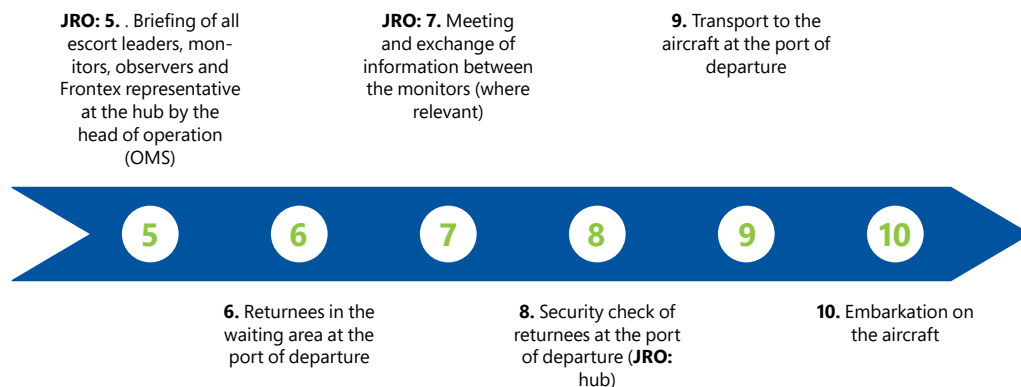 JRO: 5. . Briefing of all
escort leaders, mon-
itors, observers and
Frontex representative
at the hub by the
head of operation
(OMS)
JRO: 7. Meeting
and exchange of
information between
the monitors (where
relevant)
9. Transport to the
aircraft at the port of
departure
5
6
7
8
9
10
6. Returnees in the
waiting area at the
port of departure
8. Security check of
returnees at the port
of departure (JRO:
hub)
10. Embarkation on
the aircraft